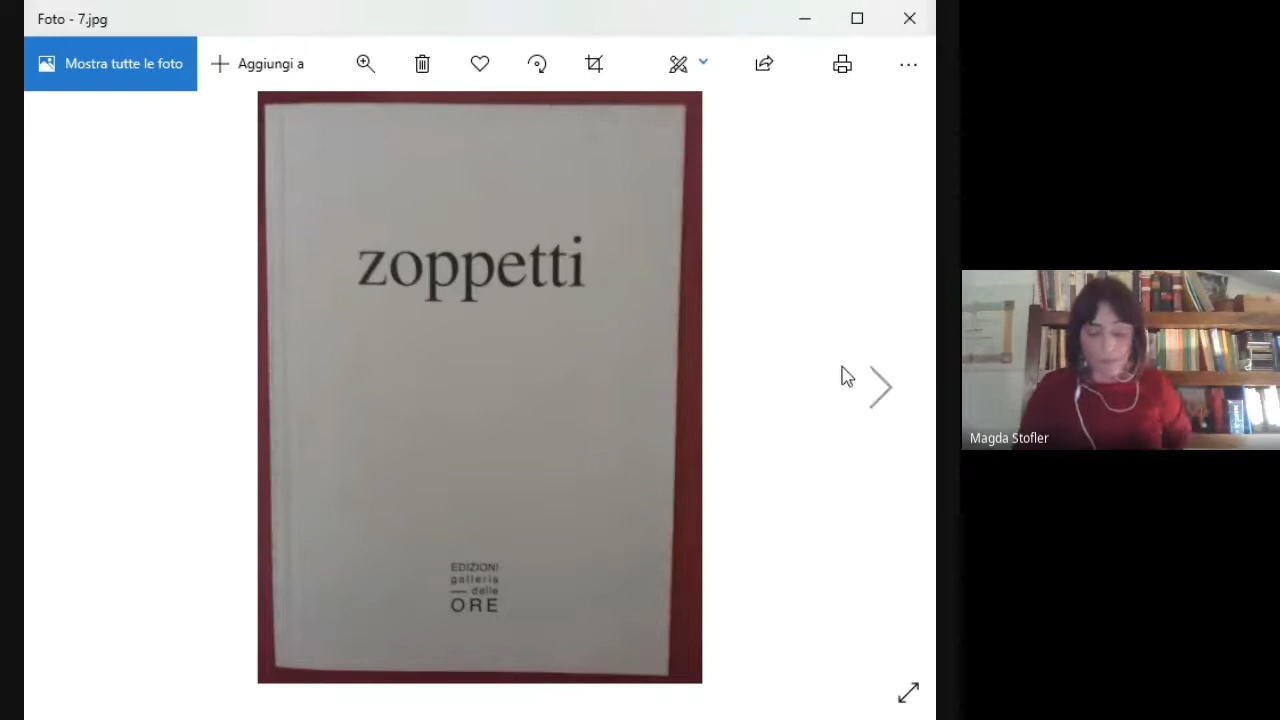 Foto - 7.jpg
Mostra tutte le foto
Aggiungi a
zoppetti
EDIZIONI
galleria
delle
ORE
Magda Stofler